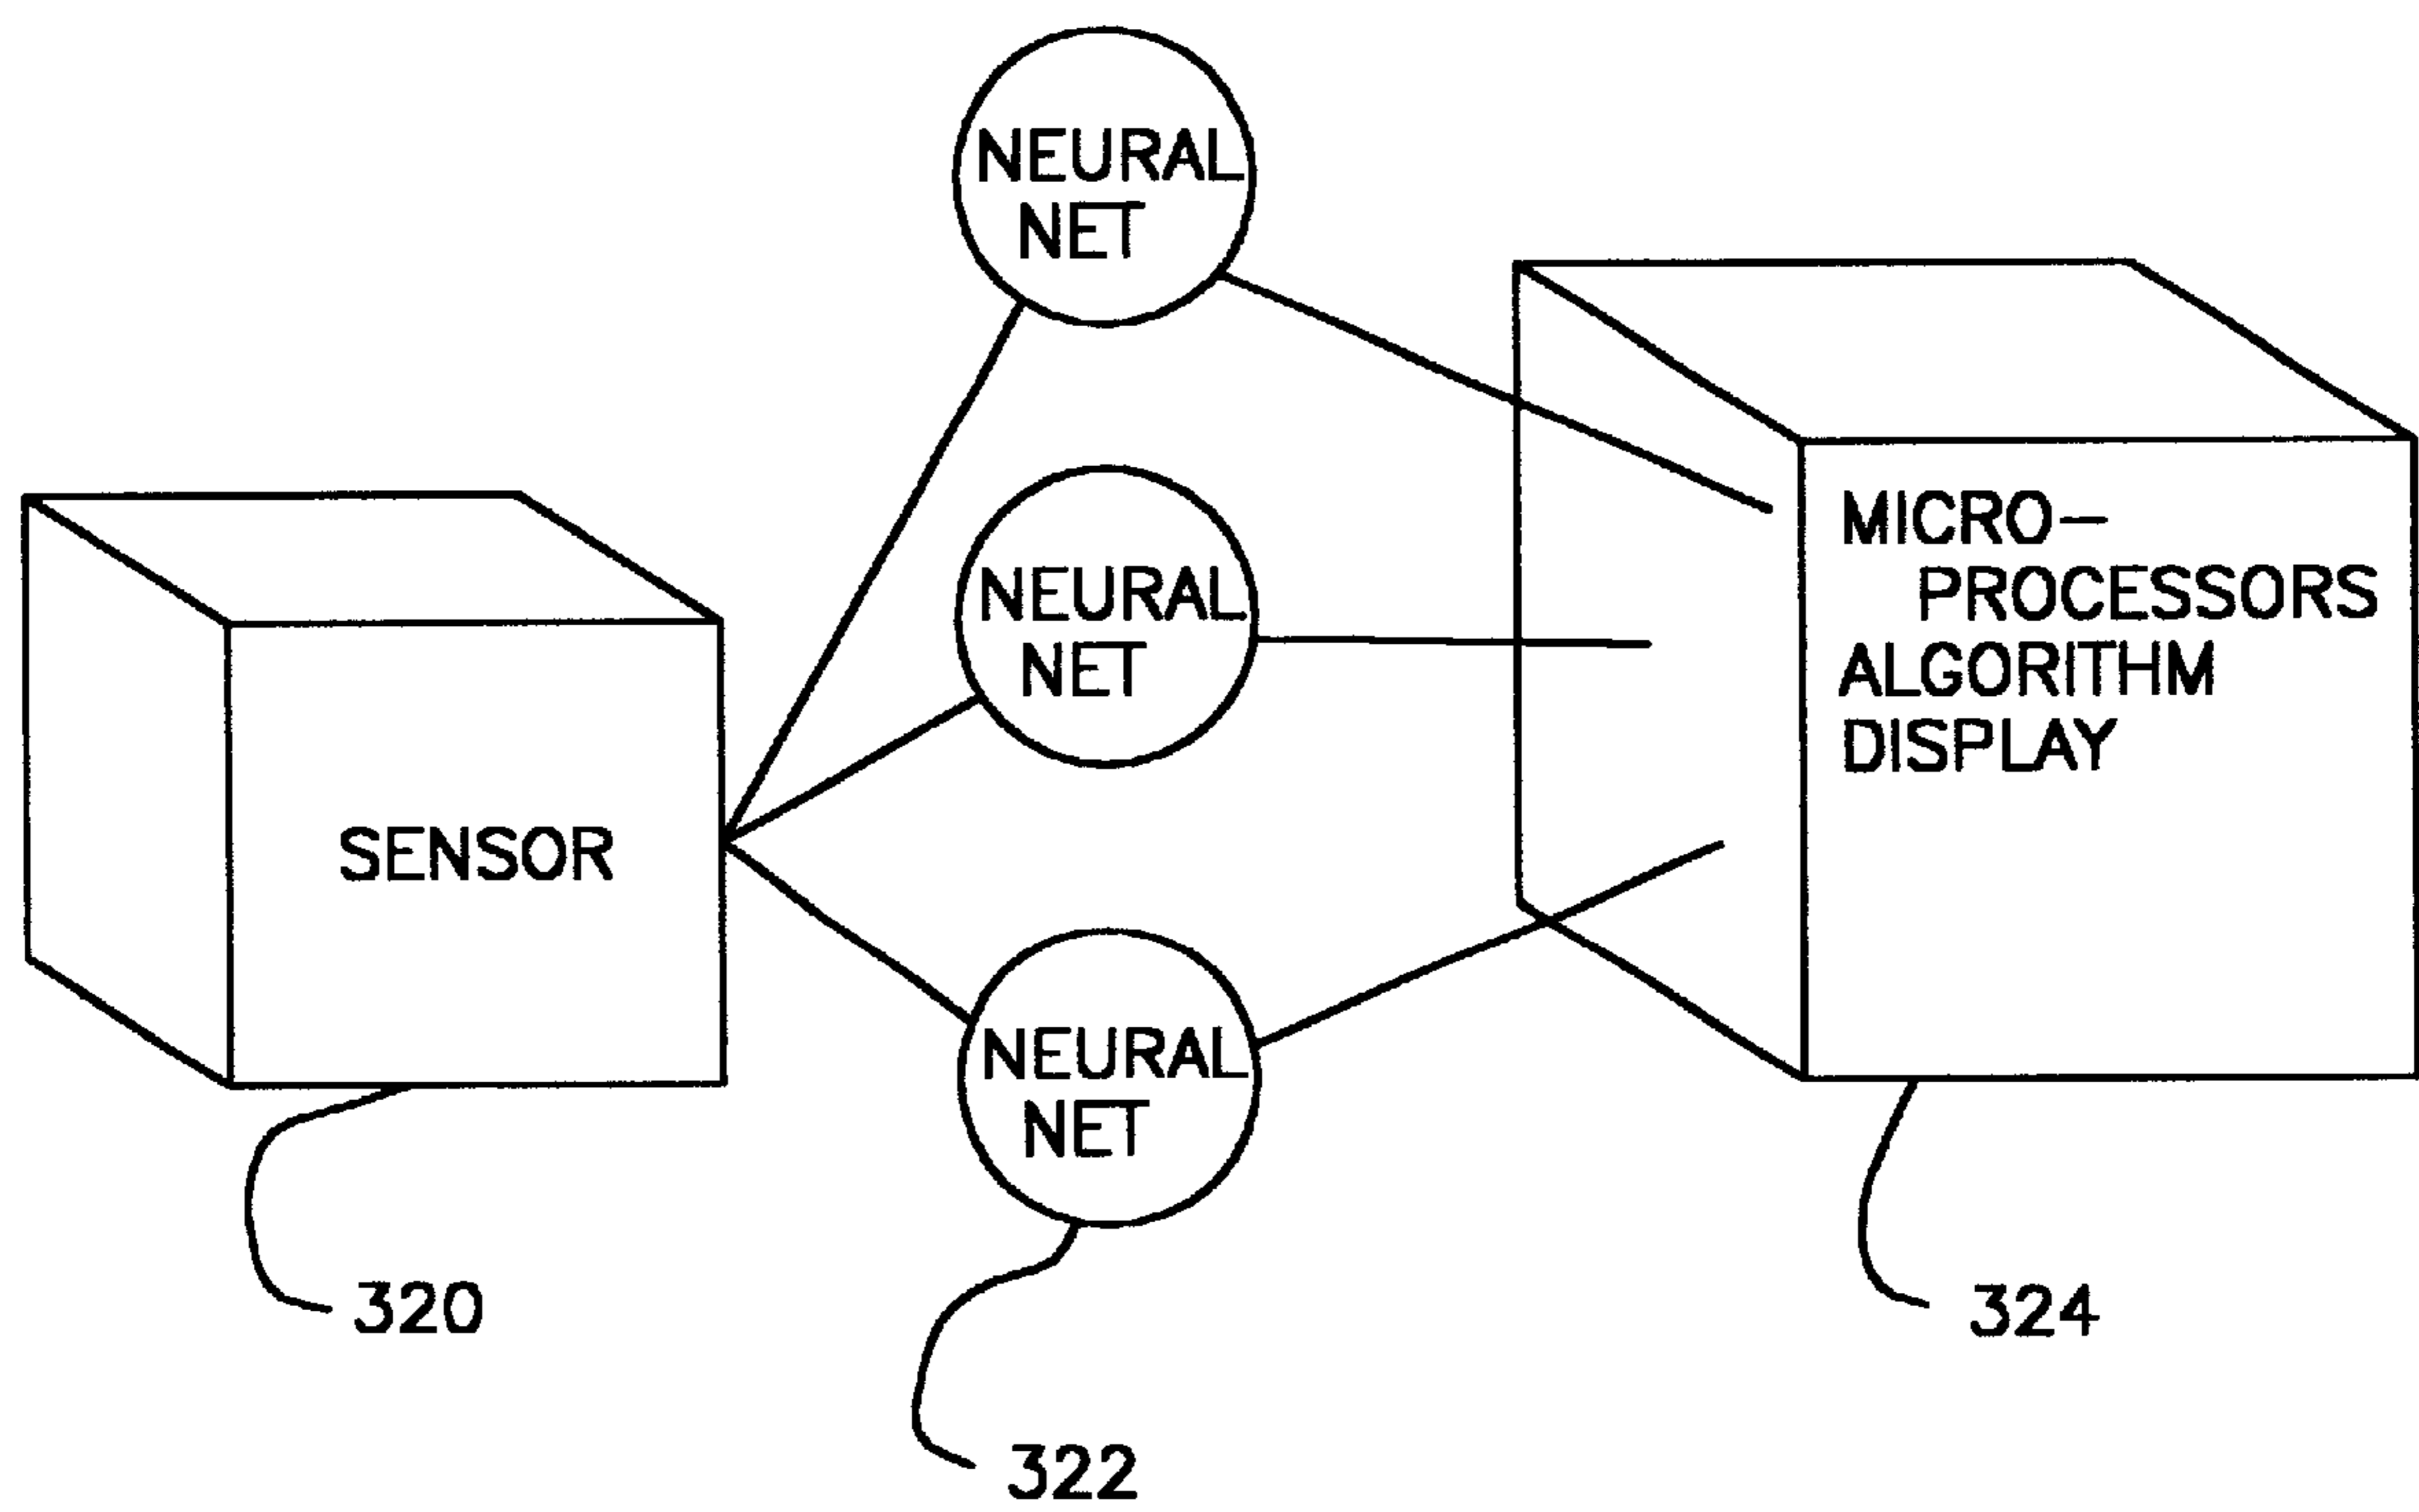 NEURAL
NET
NEURAL
NET
NEURAL
NET
SENSOR
MICRO—
PROCESSORS
ALGORITHM
DISPLAY
320
322
324